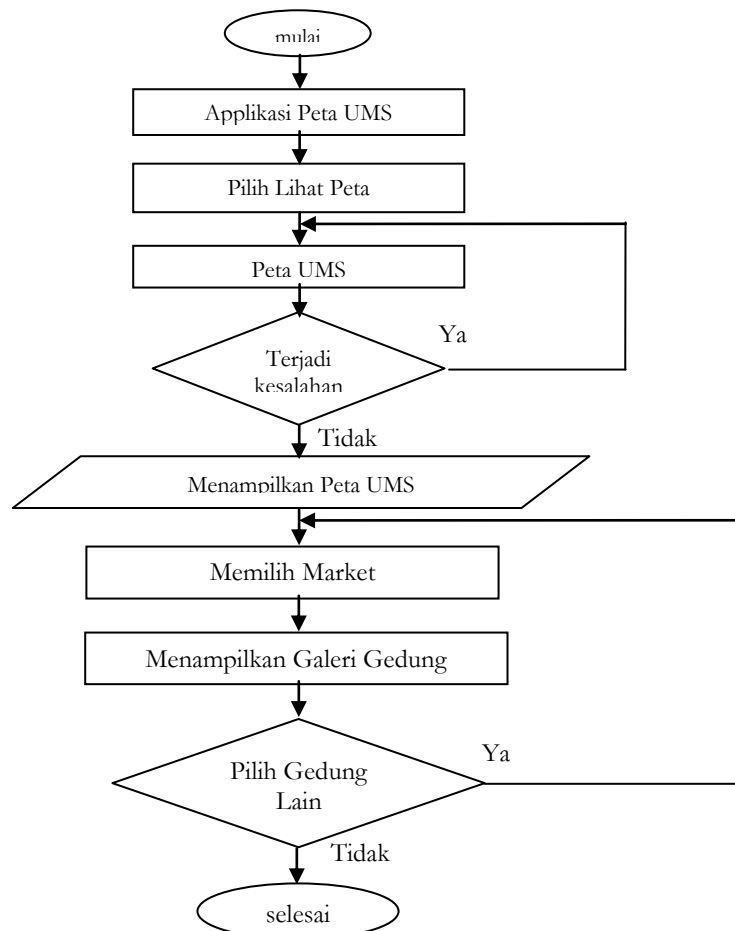 mulai
Applikasi Peta UMS
Pilih Lihat Peta
Peta UMS
Ya
Terjadi
kesalahan
Tidak
Menampilkan Peta UMS
Memilih Market
Menampilkan Galeri Gedung
Ya
Pilih Gedung
Lain
Tidak
selesai